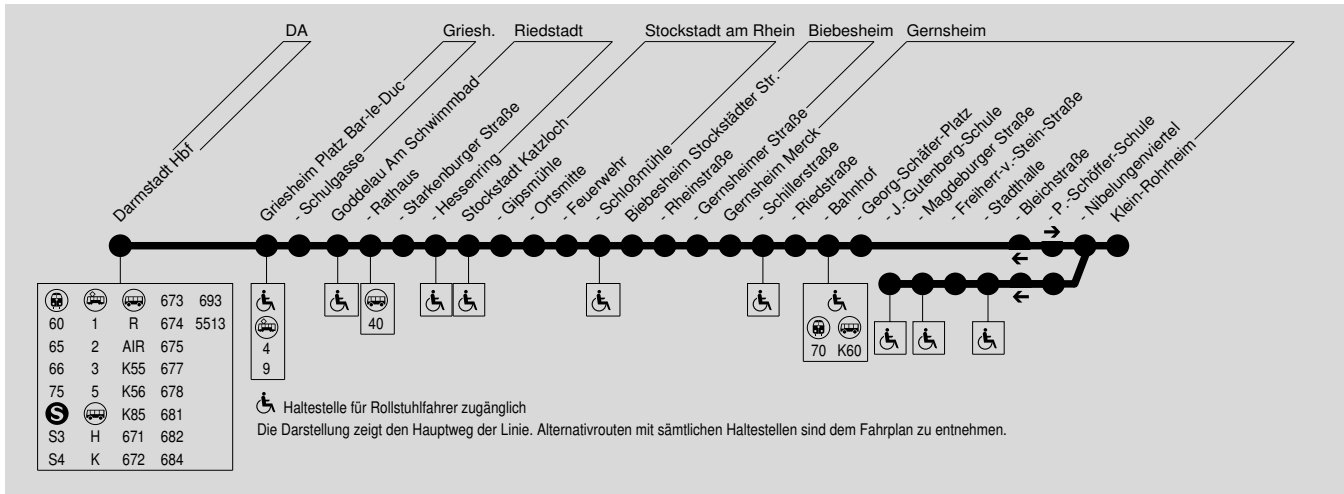 DA
Griesh.
Riedstadt
Stockstadt am Rhein
Biebesheim
Gernsheim
Darmstadt Hbf
Griesheim Platz Bar-le-Duc
- Schulgasse
Goddelau Am Schwimmbad
- Rathaus
- Starkenburger Straße
- Hessenring
Stockstadt Katzloch
- Gipsmühle
- Ortsmitte
- Feuerwehr
- Schloßmühle
Biebesheim Stockstädter Str.
- Rheinstraße
- Gernsheimer Straße
Gernsheim Merck
- Schillerstraße
- Riedstraße
- Bahnhof
- Georg-Schäfer-Platz
- J.-Gutenberg-Schule
- Magdeburger Straße
- Freiherr-v.-Stein-Straße
- Stadthalle
- Bleichstraße
- P.-Schöffer-Schule
- Nibelungenviertel
Klein-Rohrheim
673 693
60 1 R 674 5513
65 2 AIR 675
66 3 K55 677
75 5 K56 678
S K85 681
S3 H 671 682
S4 K 672 684
4
9
40
70 K60
Haltestelle für Rollstuhlfahrer zugänglich
Die Darstellung zeigt den Hauptweg der Linie. Alternativrouten mit sämtlichen Haltestellen sind dem Fahrplan zu entnehmen.